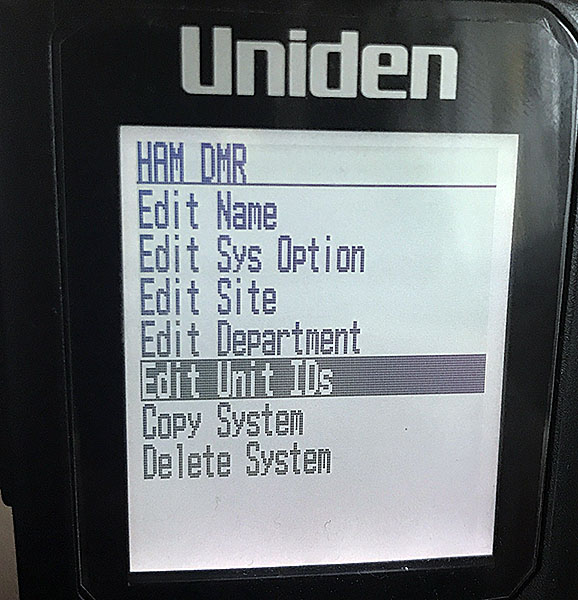 Uniden
HAM DMR
Edit Name
Edit Sys Option
Edit Site
Edit Department
Edit Unit IDs
Copy System
Delete System